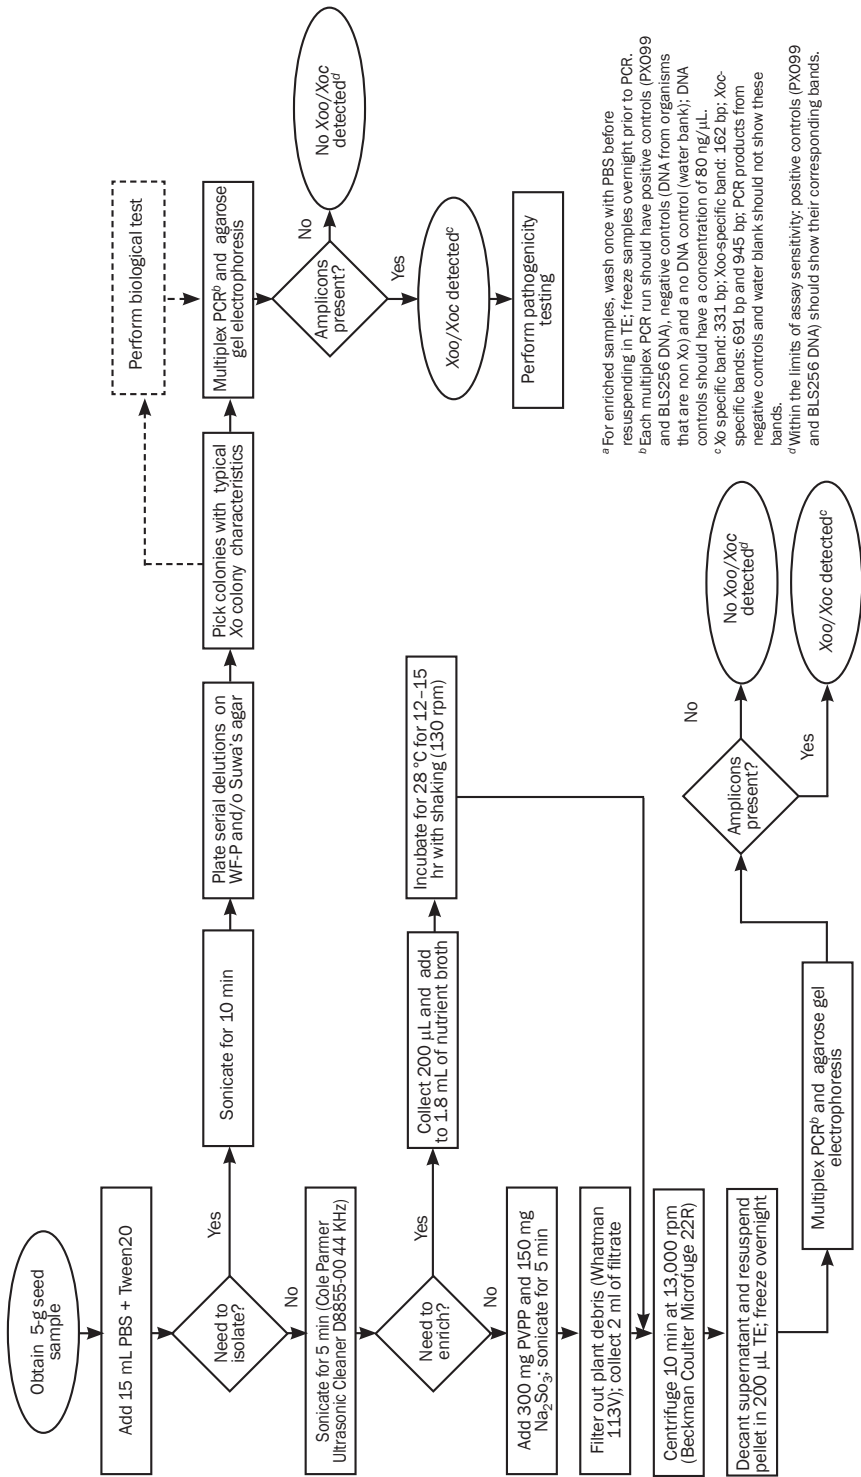 Obtain 5-g seed
sample
Add 15 mL PBS + Tween20
Need to
isolate?
Yes
No
Sonicate for 10 min
Plate serial delutions on
WF-P and/o Suwa's agar
Pick colonies with typical
Xo colony characteristics
Perform biological test
Multiplex PCRᵇ and agarose
gel electrophoresis
Amplicons
present?
No
No Xoo/Xoc
detectedᵈ
Yes
Xoo/Xoc detectedᶜ
Perform pathogenicity
testing
Sonicate for 5 min (Cole Parmer
Ultrasonic Cleaner D8855-00 44 KHz)
Need to
enrich?
Yes
No
Collect 200 µL and add
to 1.8 mL of nutrient broth
Incubate for 28 °C for 12–15
hr with shaking (130 rpm)
Add 300 mg PVPP and 150 mg
Na₂So₃; sonicate for 5 min
Filter out plant debris (Whatman
113V); collect 2 ml of filtrate
Centrifuge 10 min at 13,000 rpm
(Beckman Coulter Microfuge 22R)
Decant supernatant and resuspend
pellet in 200 µL TE; freeze overnight
Multiplex PCRᵇ and agarose gel
electrophoresis
Amplicons
present?
No
No Xoo/Xoc
detectedᵈ
Yes
Xoo/Xoc detectedᶜ
ᵃ For enriched samples, wash once with PBS before
resuspending in TE; freeze samples overnight prior to PCR.
ᵇ Each multiplex PCR run should have positive controls (PXO99
and BLS256 DNA), negative controls (DNA from organisms
that are non Xo) and a no DNA control (water bank); DNA
controls should have a concentration of 80 ng/µL.
ᶜ Xo specific band: 331 bp; Xoo-specific band: 162 bp; Xoc-
specific bands: 691 bp and 945 bp; PCR products from
negative controls and water blank should not show these
bands.
ᵈ Within the limits of assay sensitivity: positive controls (PXO99
and BLS256 DNA) should show their corresponding bands.